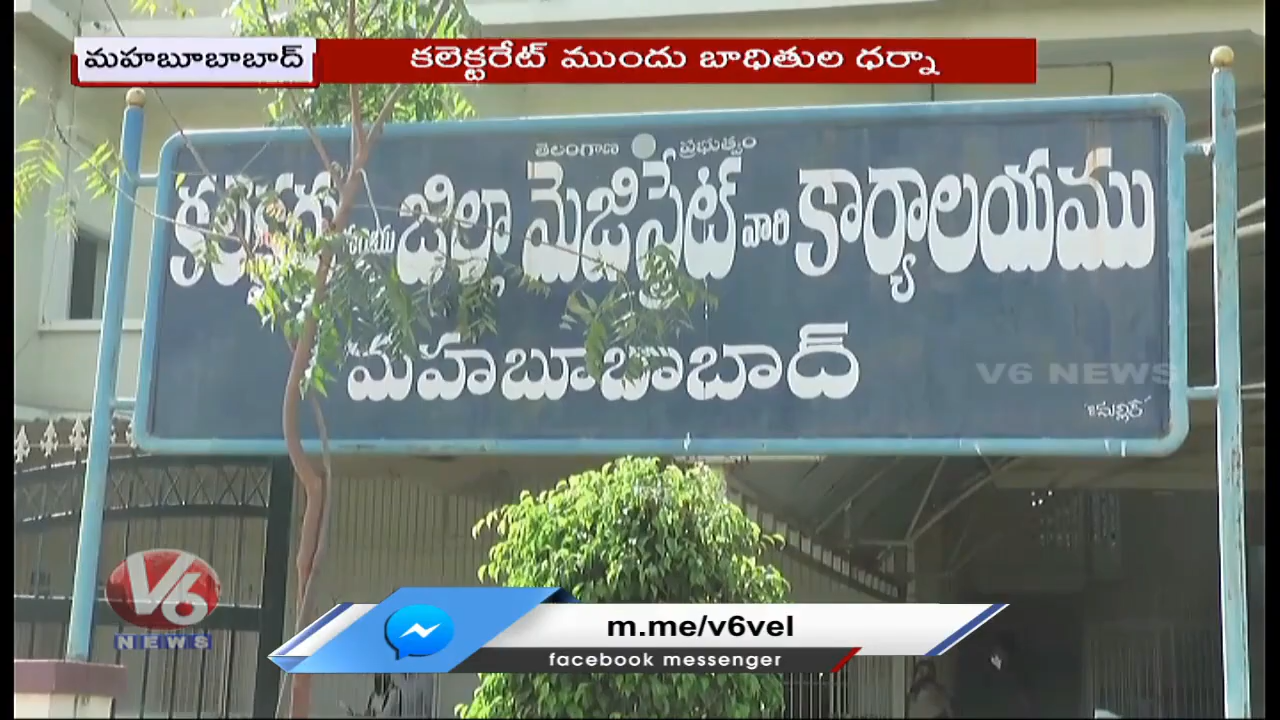 మహబూబాబాద్ కలెక్టరేట్ ముందు బాధితుల ధర్నా
తెలంగాణ ప్రభుత్వం
జిల్లా మెజిస్ట్రేట్ వారి కార్యాలయము
మహబూబాబాద్
V6 NEWS
V6
NEWS
m.me/v6vel
facebook messenger